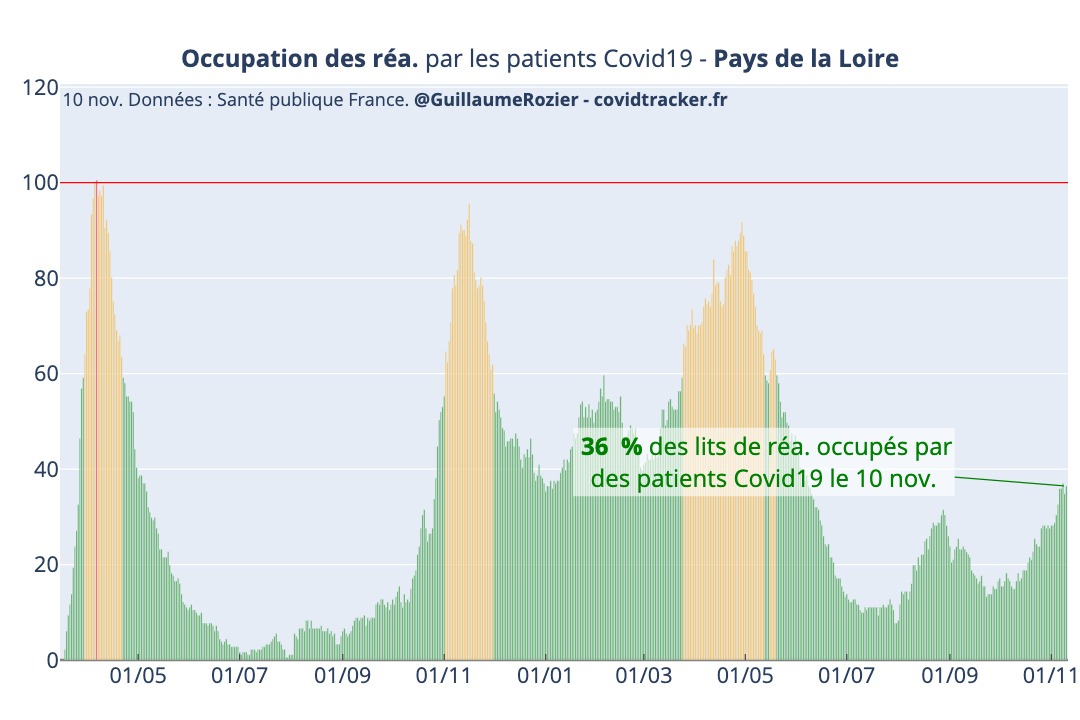 Occupation des réa. par les patients Covid19 - Pays de la Loire
120
10 nov. Données : Santé publique France. @GuillaumeRozier - covidtracker.fr
100
80
60
40
20
0
36 % des lits de réa. occupés par
des patients Covid19 le 10 nov.
01/05 01/07 01/09 01/11 01/01 01/03 01/05 01/07 01/09 01/11